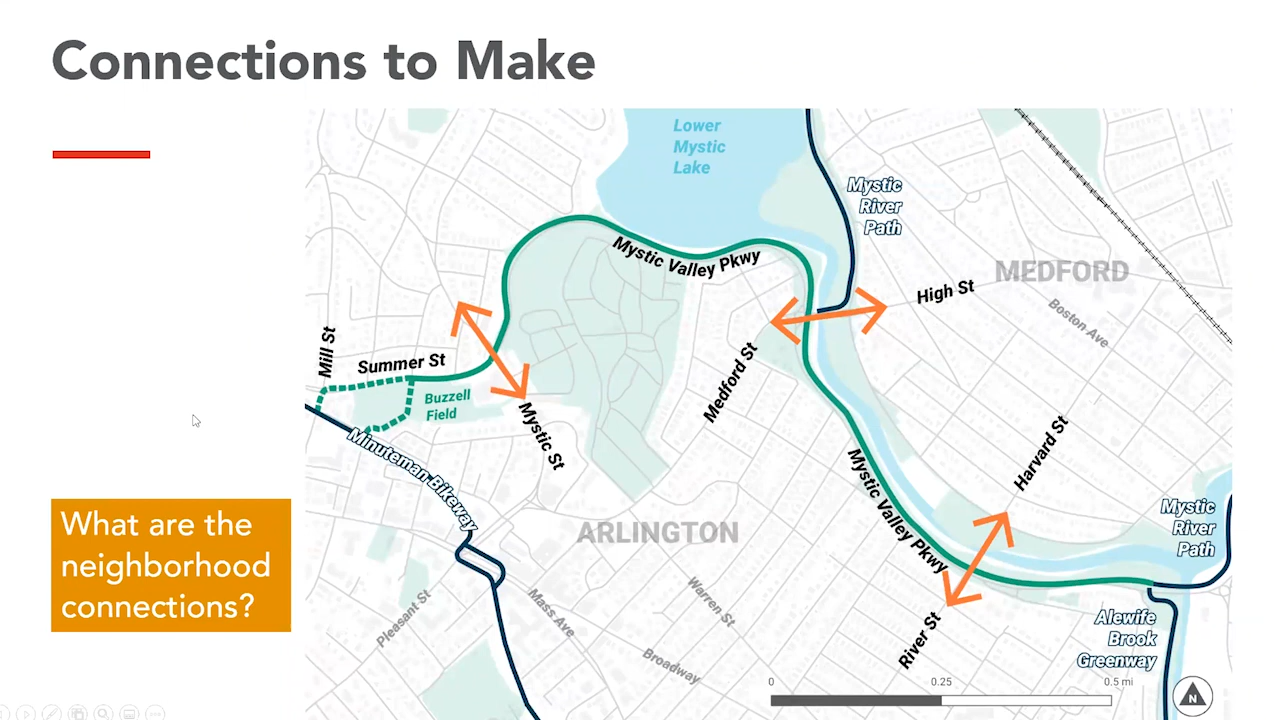 Connections to Make
Lower
Mystic
Lake
Mystic
River
Path
Mystic Valley Pkwy
MEDFORD
High St
Boston Ave
Mill St
Summer St
Medford St
Buzzell
Field
Mystic St
Minuteman Bikeway
Harvard St
Mystic Valley Pkwy
Mystic
River
Path
ARLINGTON
What are the
neighborhood
connections?
Pleasant St
Mass Ave
Warren St
Broadway
River St
Alewife
Brook
Greenway
0 0.25 0.5 mi
N